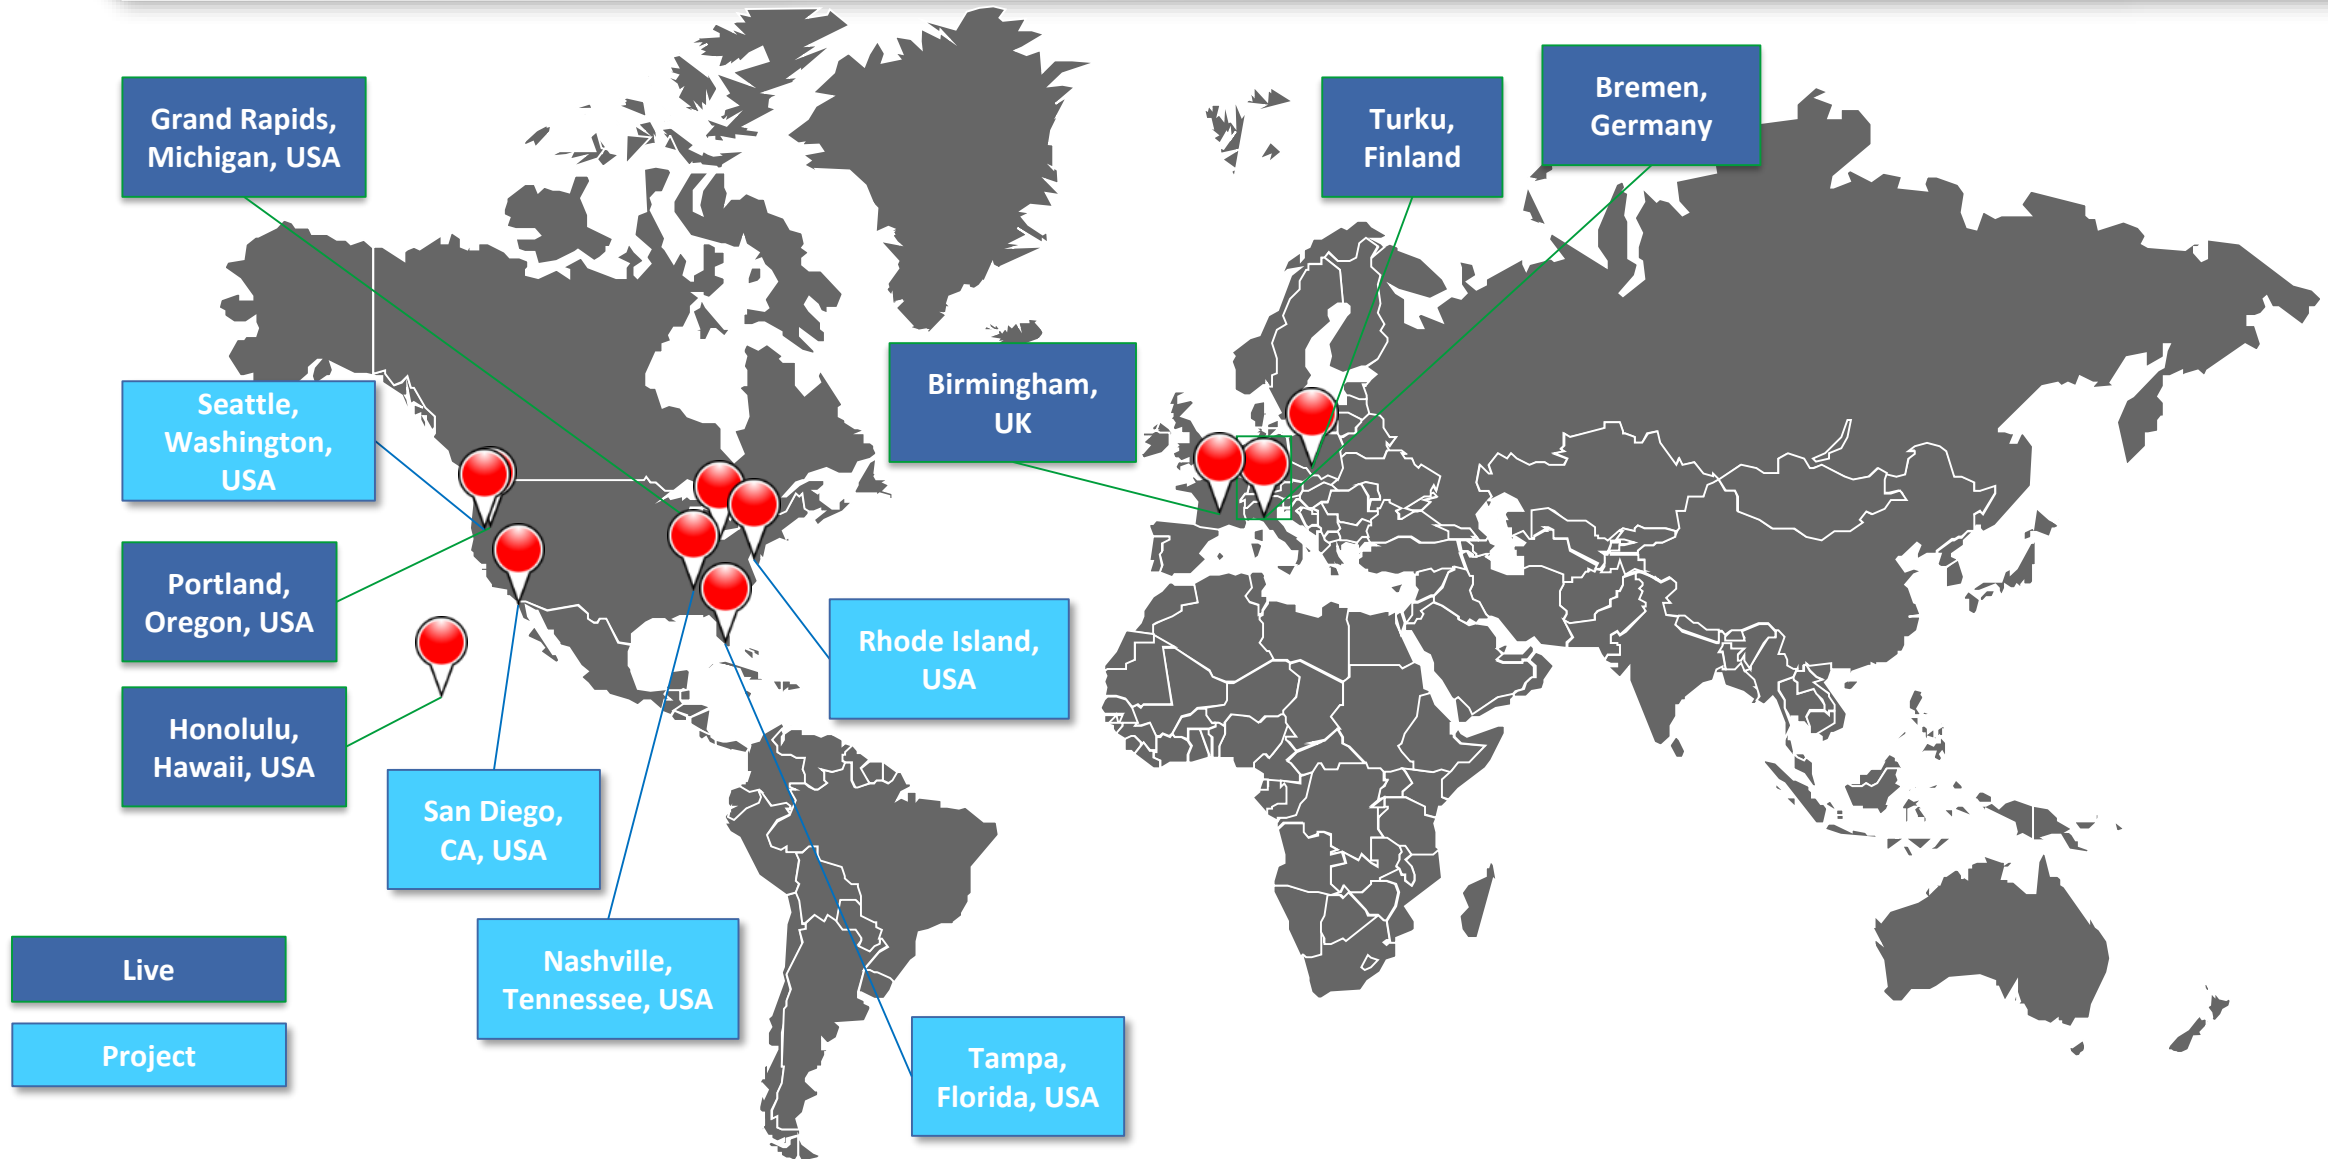 Grand Rapids,
Michigan, USA
Turku,
Finland
Bremen,
Germany
Seattle,
Washington,
USA
Birmingham,
UK
Portland,
Oregon, USA
Rhode Island,
USA
Honolulu,
Hawaii, USA
San Diego,
CA, USA
Nashville,
Tennessee, USA
Tampa,
Florida, USA
Live
Project